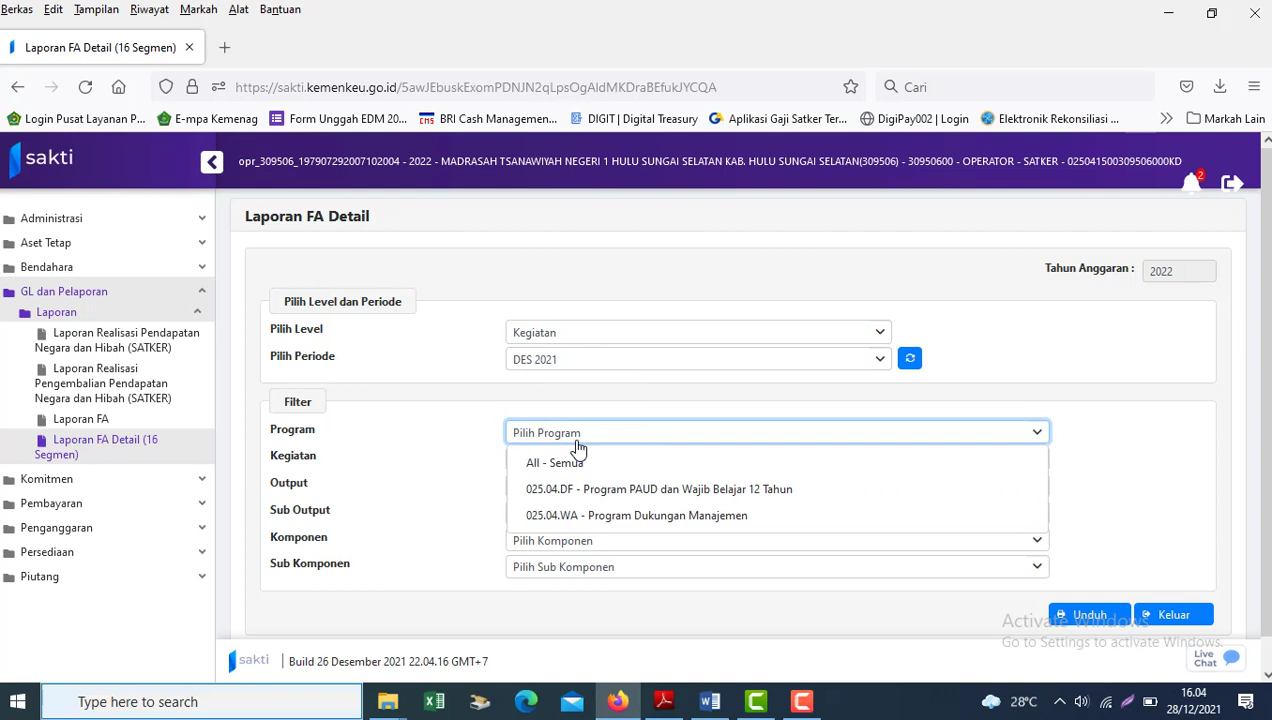 Berkas Edit Tampilan Riwayat Markah Alat Bantuan
Laporan FA Detail (16 Segmen)
https://sakti.kemenkeu.go.id/5awJEbuskExomPDNJN2qLpsOgAldMKDraBEfukJYCQA
Cari
Login Pusat Layanan P... E-mpa Kemenag Form Unggah EDM 20... BRI Cash Managemen... DIGIT | Digital Treasury Aplikasi Gaji Satker Ter... DigiPay002 | Login Elektronik Rekonsiliasi ... Markah Lain
sakti
opr_309506_197907292007102004 - 2022 - MADRASAH TSANAWIYAH NEGERI 1 HULU SUNGAI SELATAN KAB. HULU SUNGAI SELATAN(309506) - 30950600 - OPERATOR - SATKER - 025041500309506000KD
2
Administrasi
Aset Tetap
Bendahara
GL dan Pelaporan
Laporan
Laporan Realisasi Pendapatan
Negara dan Hibah (SATKER)
Laporan Realisasi
Pengembalian Pendapatan
Negara dan Hibah (SATKER)
Laporan FA
Laporan FA Detail (16
Segmen)
Komitmen
Pembayaran
Penganggaran
Persediaan
Piutang
Laporan FA Detail
Tahun Anggaran : 2022
Pilih Level dan Periode
Pilih Level Kegiatan
Pilih Periode DES 2021
Filter
Program Pilih Program
All - Semua
025.04.DF - Program PAUD dan Wajib Belajar 12 Tahun
025.04.WA - Program Dukungan Manajemen
Kegiatan
Output
Sub Output
Komponen Pilih Komponen
Sub Komponen Pilih Sub Komponen
Unduh Keluar
Activate Windows
Go to Settings to activate Windows.
sakti | Build 26 Desember 2021 22.04.16 GMT+7
Live
Chat
Type here to search
28°C
16.04
28/12/2021